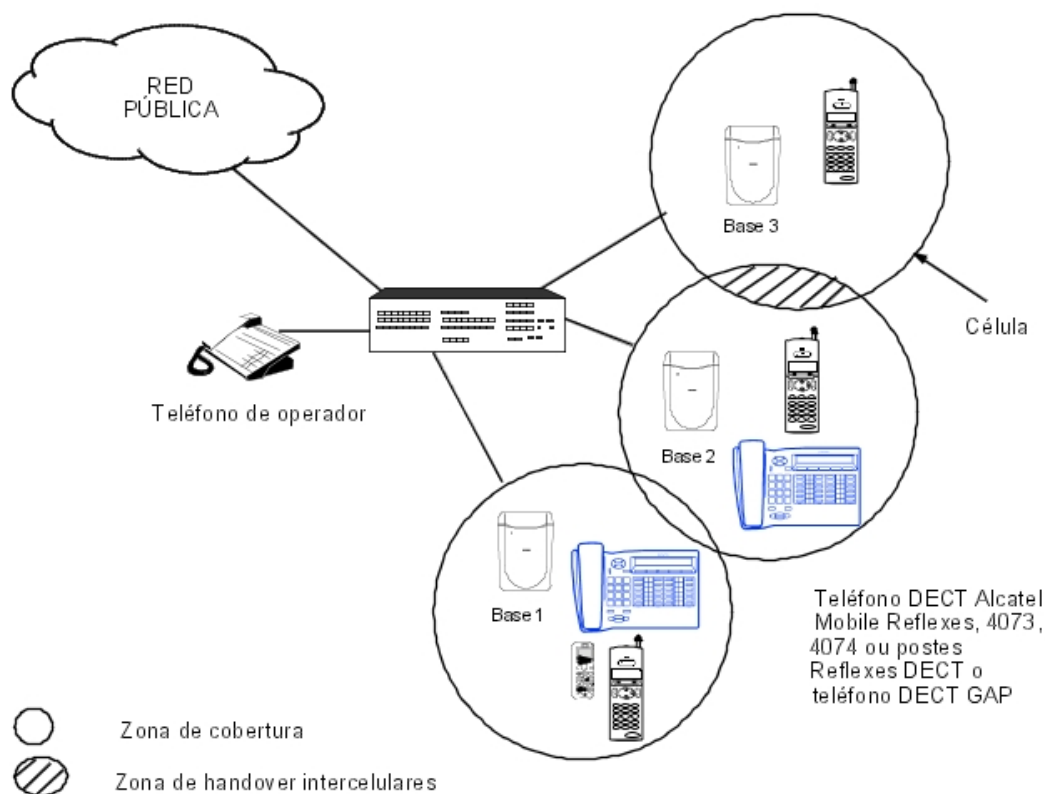 RED
PÚBLICA
Base 3
Célula
Teléfono de operador
Base 2
Base 1
Teléfono DECT Alcatel
Mobile Reflexes, 4073,
4074 ou postes
Reflexes DECT o
teléfono DECT GAP
Zona de cobertura
Zona de handover intercelulares